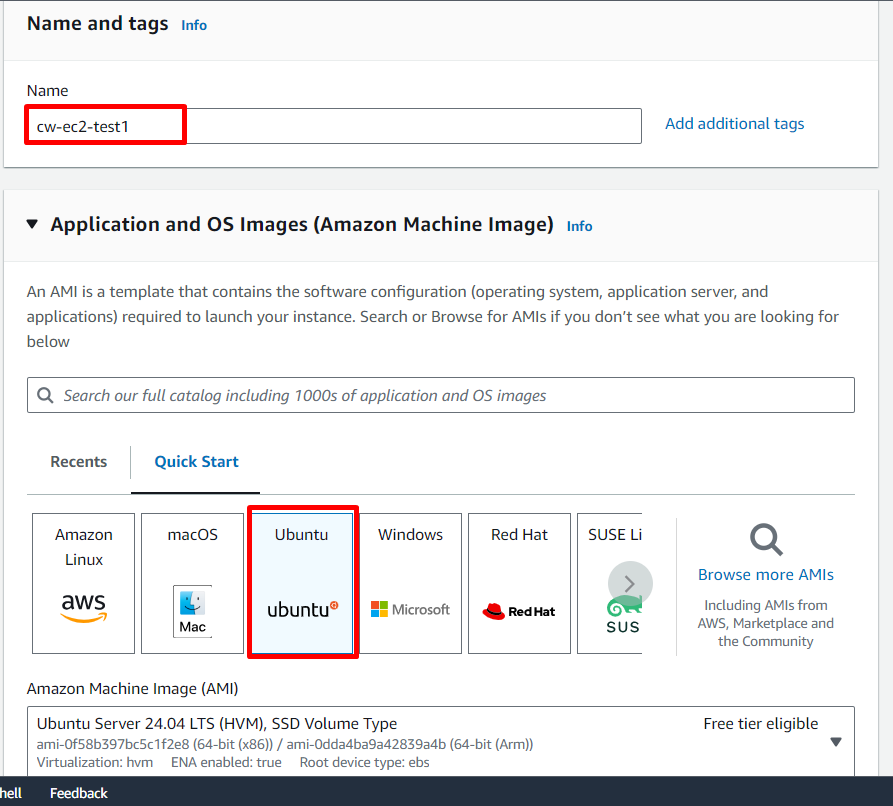 Name and tags Info
Name
cw-ec2-test1
Add additional tags
Application and OS Images (Amazon Machine Image) Info
An AMI is a template that contains the software configuration (operating system, application server, and
applications) required to launch your instance. Search or Browse for AMIs if you don’t see what you are looking for
below
Search our full catalog including 1000s of application and OS images
Recents
Quick Start
Amazon
Linux
aws
macOS
Mac
Ubuntu
ubuntu
Windows
Microsoft
Red Hat
Red Hat
SUSE Li
SUS
Browse more AMIs
Including AMIs from
AWS, Marketplace and
the Community
Amazon Machine Image (AMI)
Ubuntu Server 24.04 LTS (HVM), SSD Volume Type
Free tier eligible
ami-0f58b397bc5c1f2e8 (64-bit (x86)) / ami-0dda4ba9a42839a4b (64-bit (Arm))
Virtualization: hvm ENA enabled: true Root device type: ebs
hell Feedback